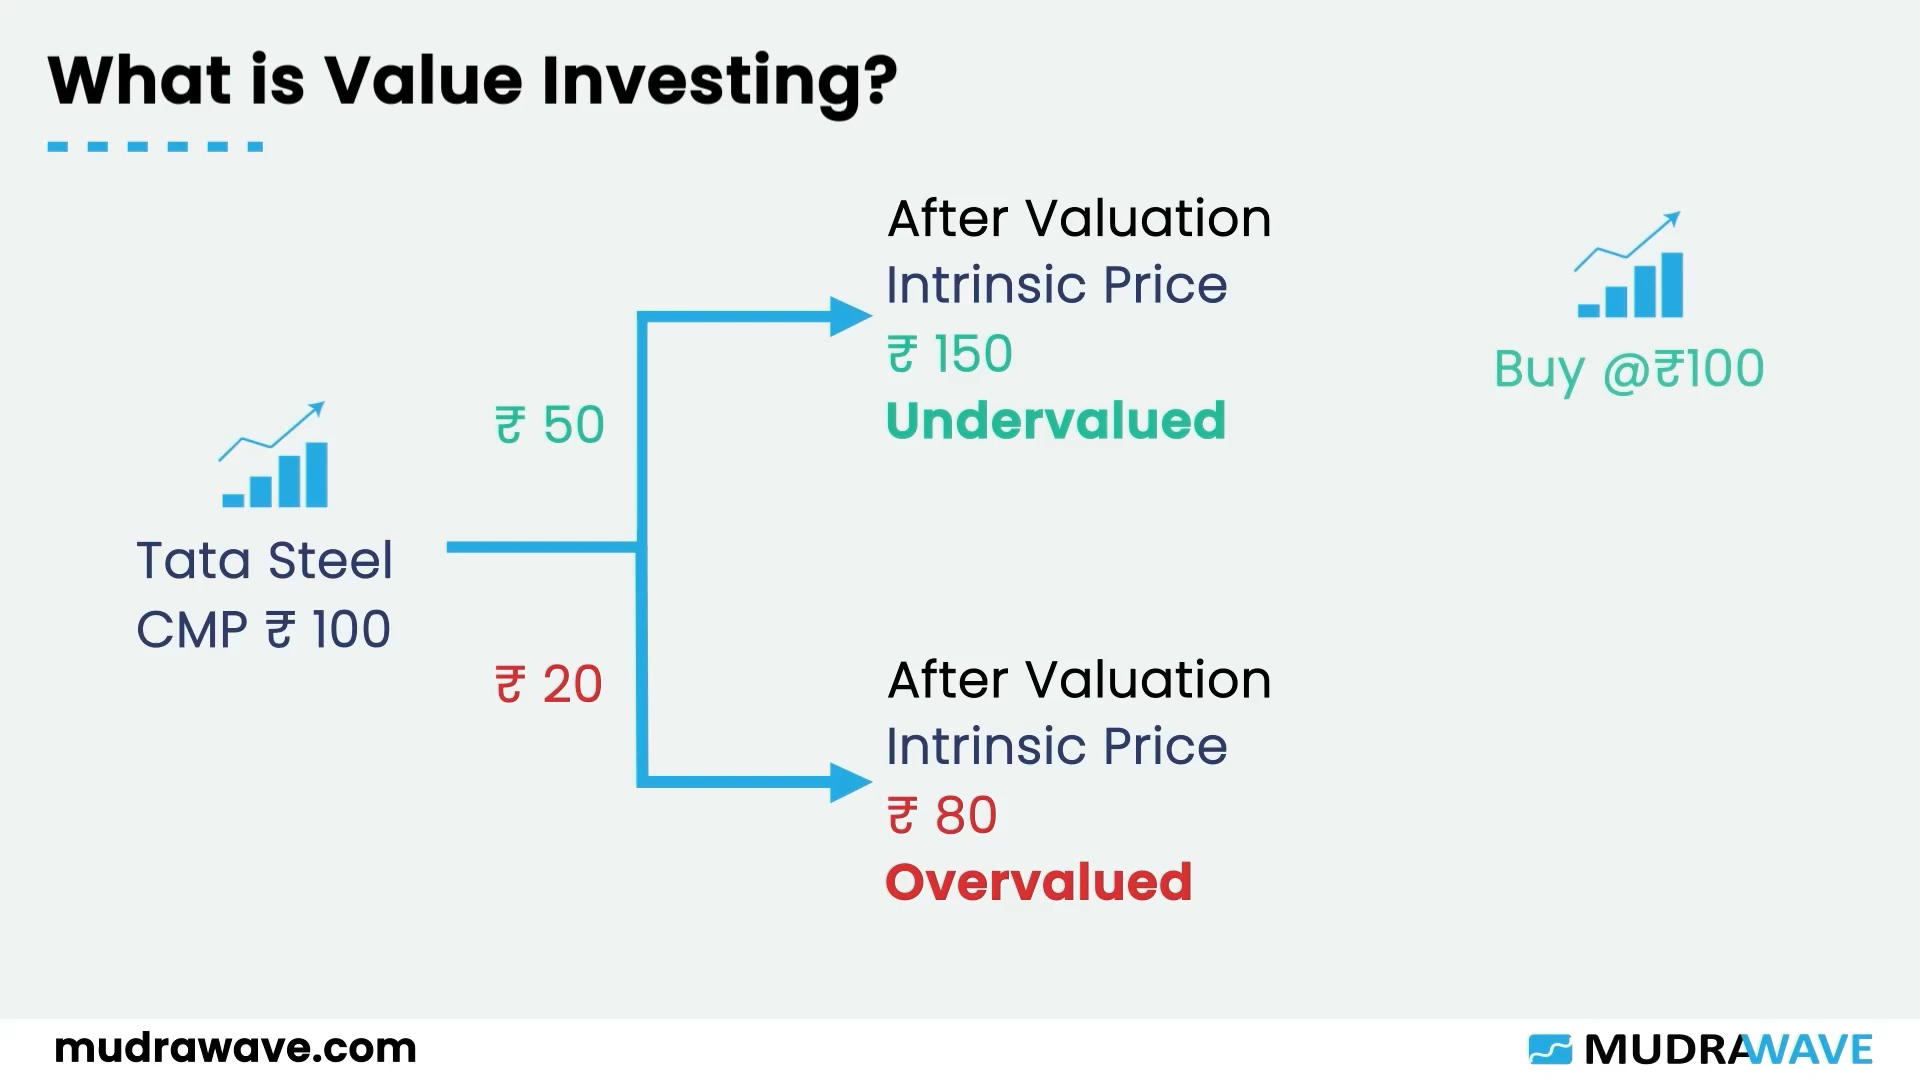 What is Value Investing?
After Valuation
Intrinsic Price
₹ 150
Undervalued
Buy @₹100
₹ 50
Tata Steel
CMP ₹ 100
₹ 20
After Valuation
Intrinsic Price
₹ 80
Overvalued
mudrawave.com
MUDRAWAVE